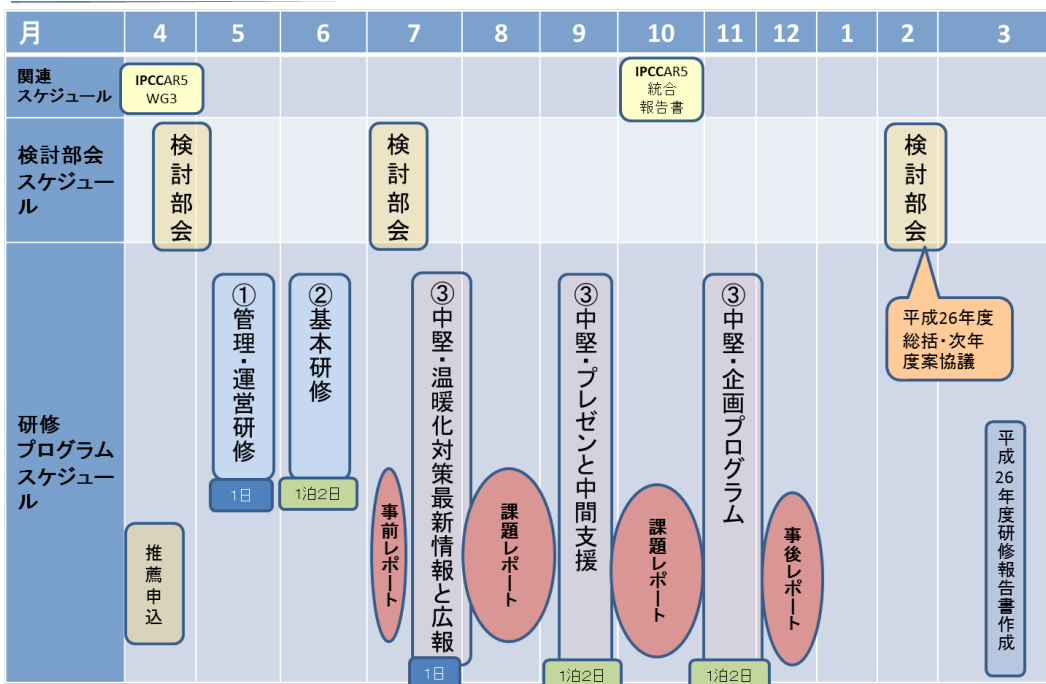 月
4
5
6
7
8
9
10
11
12
1
2
3
関連
スケジュール
IPCCAR5
WG3
IPCCAR5
統合
報告書
検討部会
スケジュー
ル
検討部会
検討部会
検討部会
平成26年度
総括・次年
度案協議
研修
プログラム
スケジュー
ル
推薦申込
①管理・運営研修
1日
②基本研修
1泊2日
事前レポート
③中堅・温暖化対策最新情報と広報
1日
課題レポート
③中堅・プレゼンと中間支援
1泊2日
課題レポート
③中堅・企画プログラム
1泊2日
事後レポート
平成26年度研修報告書作成